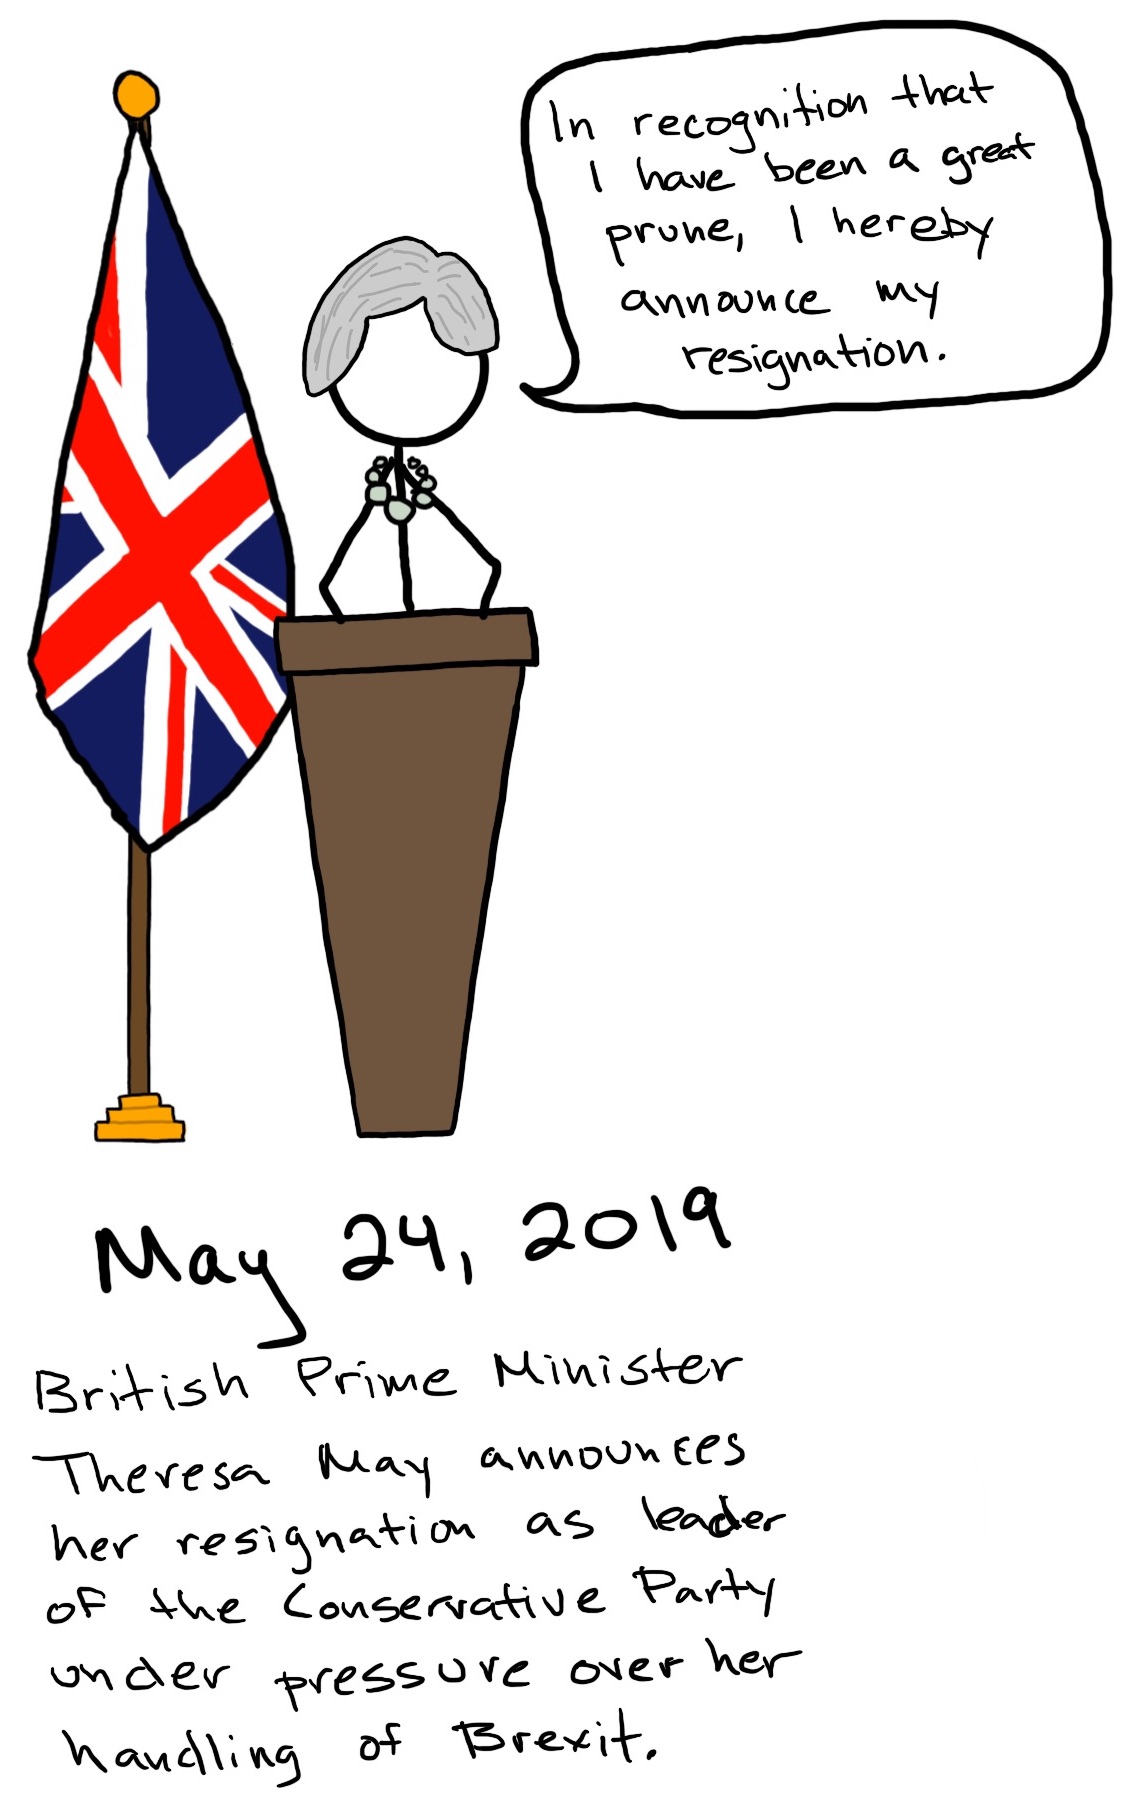 In recognition that
I have been a great
prune, I hereby
announce my
resignation.
May 24, 2019
British Prime Minister
Theresa May announces
her resignation as leader
of the Conservative Party
under pressure over her
handling of Brexit.